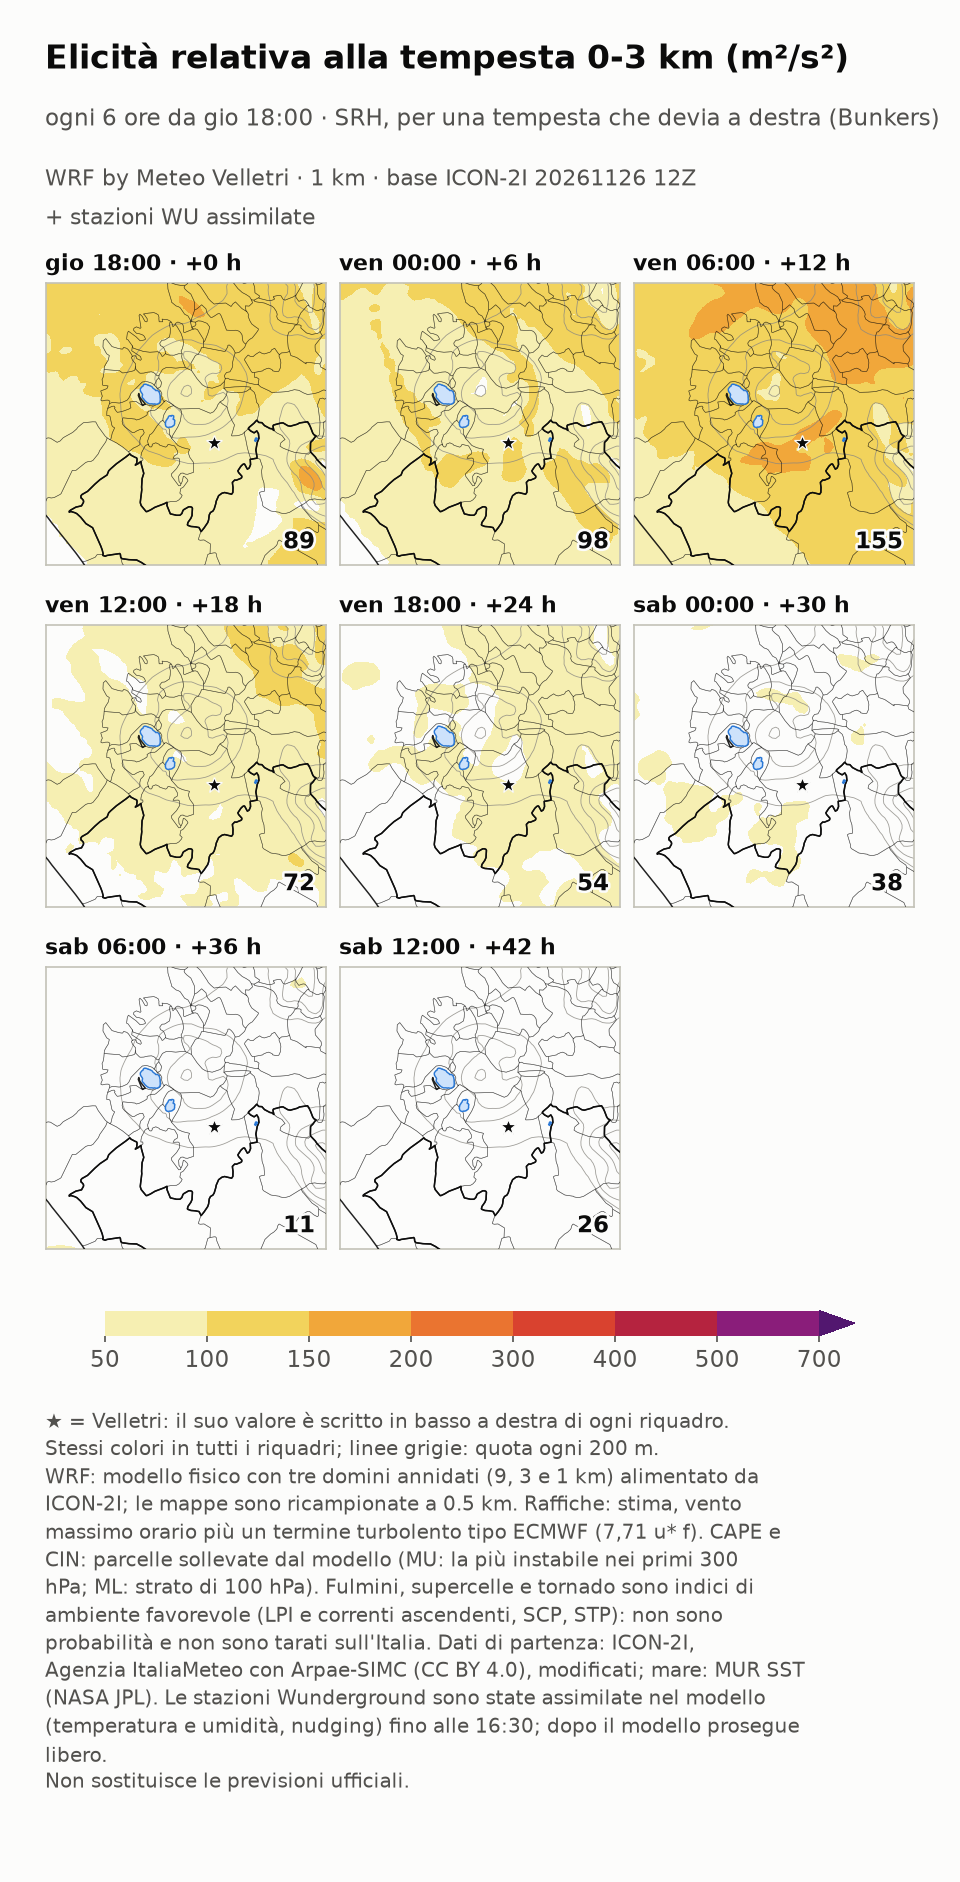 Elicità relativa alla tempesta 0-3 km (m²/s²)
ogni 6 ore da gio 18:00 · SRH, per una tempesta che devia a destra (Bunkers)
WRF by Meteo Velletri · 1 km · base ICON-2I 20261126 12Z
+ stazioni WU assimilate
gio 18:00 · +0 h
ven 00:00 · +6 h
ven 06:00 · +12 h
89
98
155
ven 12:00 · +18 h
ven 18:00 · +24 h
sab 00:00 · +30 h
72
54
38
sab 06:00 · +36 h
sab 12:00 · +42 h
11
26
50 100 150 200 300 400 500 700
★ = Velletri: il suo valore è scritto in basso a destra di ogni riquadro.
Stessi colori in tutti i riquadri; linee grigie: quota ogni 200 m.
WRF: modello fisico con tre domini annidati (9, 3 e 1 km) alimentato da
ICON-2I; le mappe sono ricampionate a 0.5 km. Raffiche: stima, vento
massimo orario più un termine turbolento tipo ECMWF (7,71 u* f). CAPE e
CIN: parcelle sollevate dal modello (MU: la più instabile nei primi 300
hPa; ML: strato di 100 hPa). Fulmini, supercelle e tornado sono indici di
ambiente favorevole (LPI e correnti ascendenti, SCP, STP): non sono
probabilità e non sono tarati sull'Italia. Dati di partenza: ICON-2I,
Agenzia ItaliaMeteo con Arpae-SIMC (CC BY 4.0), modificati; mare: MUR SST
(NASA JPL). Le stazioni Wunderground sono state assimilate nel modello
(temperatura e umidità, nudging) fino alle 16:30; dopo il modello prosegue
libero.
Non sostituisce le previsioni ufficiali.